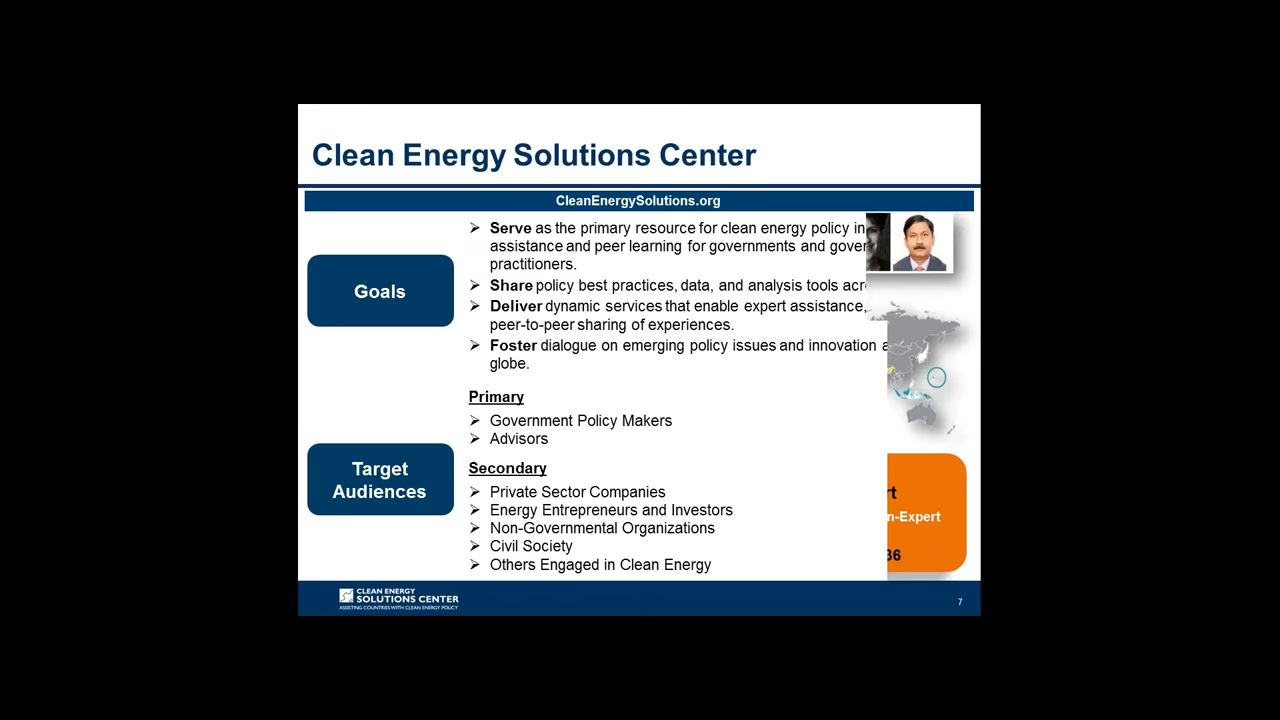 Clean Energy Solutions Center
CleanEnergySolutions.org
Goals
➢ Serve as the primary resource for clean energy policy in
assistance and peer learning for governments and gover
practitioners.
➢ Share policy best practices, data, and analysis tools acr
➢ Deliver dynamic services that enable expert assistance,
peer-to-peer sharing of experiences.
➢ Foster dialogue on emerging policy issues and innovation a
globe.
Target
Audiences
Primary
➢ Government Policy Makers
➢ Advisors
Secondary
➢ Private Sector Companies
➢ Energy Entrepreneurs and Investors
➢ Non-Governmental Organizations
➢ Civil Society
➢ Others Engaged in Clean Energy
rt
n-Expert
36
CLEAN ENERGY
SOLUTIONS CENTER
ASSISTING COUNTRIES WITH CLEAN ENERGY POLICY
7